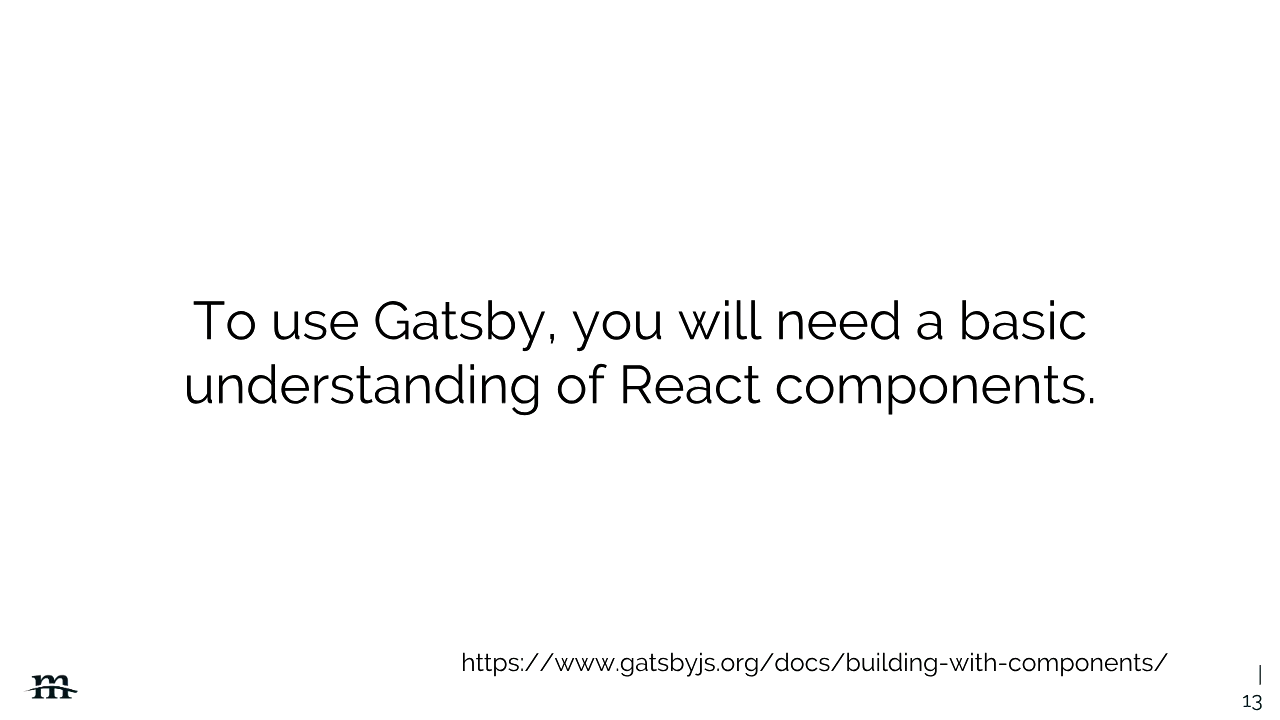 To use Gatsby, you will need a basic
understanding of React components.
https://www.gatsbyjs.org/docs/building-with-components/
m
|
13